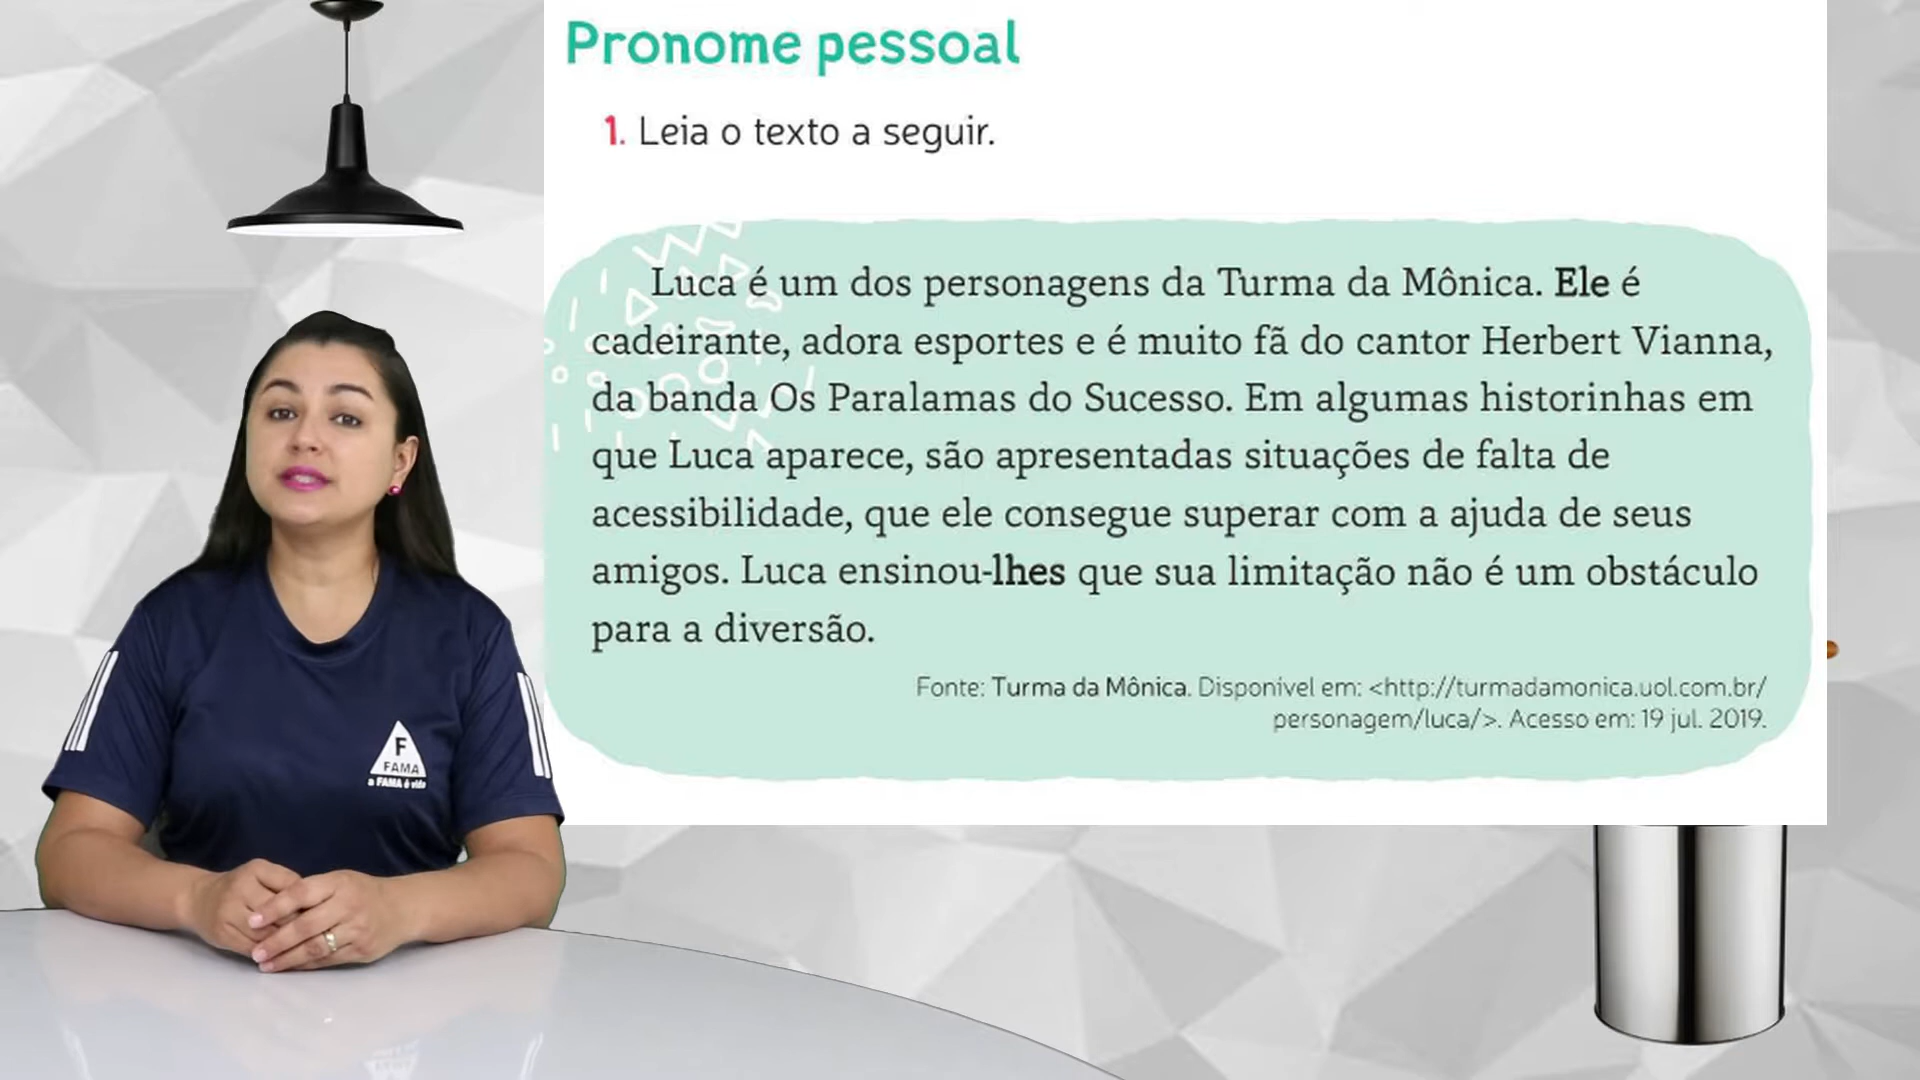 Pronome pessoal
1. Leia o texto a seguir.
Luca é um dos personagens da Turma da Mônica. Ele é
cadeirante, adora esportes e é muito fã do cantor Herbert Vianna,
da banda Os Paralamas do Sucesso. Em algumas historinhas em
que Luca aparece, são apresentadas situações de falta de
acessibilidade, que ele consegue superar com a ajuda de seus
amigos. Luca ensinou-lhes que sua limitação não é um obstáculo
para a diversão.
Fonte: Turma da Mônica. Disponível em: <http://turmadamonica.uol.com.br/
personagem/luca/>. Acesso em: 19 jul. 2019.
F
FAMA
a FAMA é vida